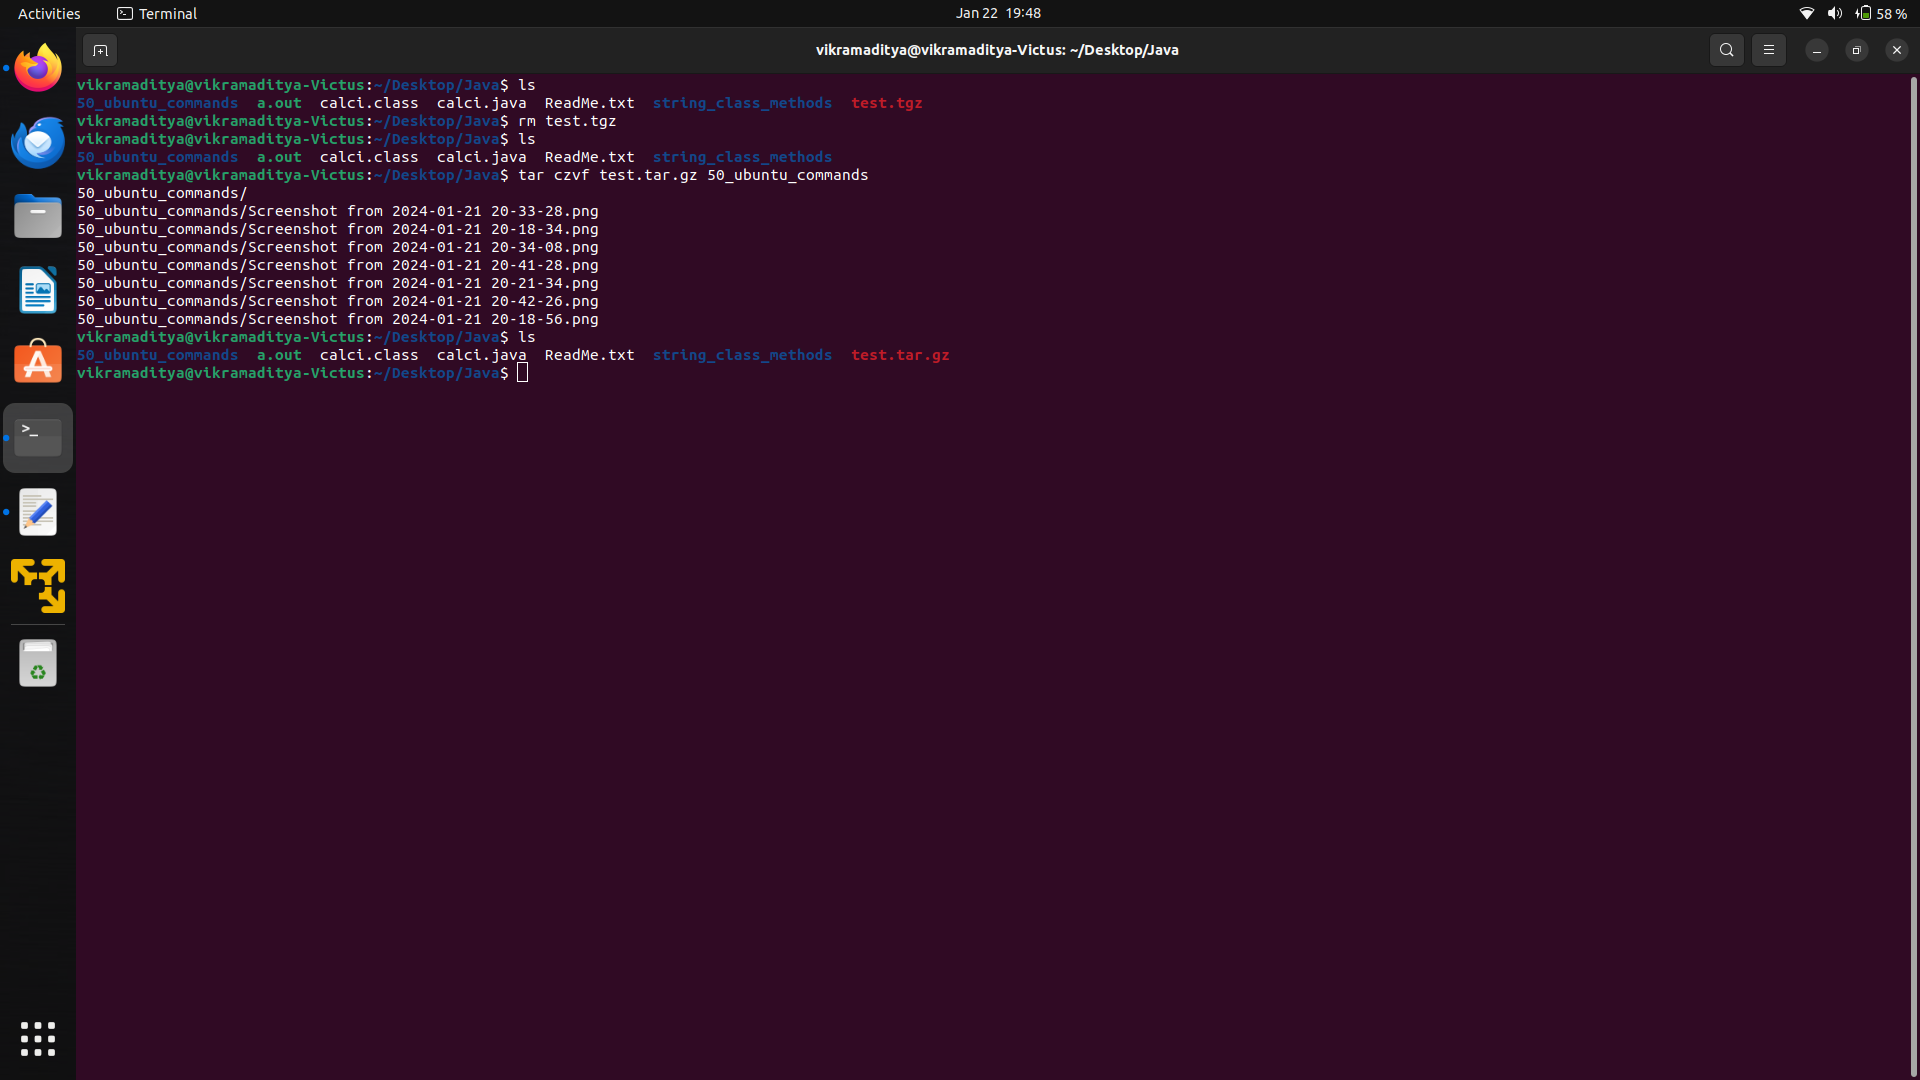 Activities Terminal Jan 22 19:48 58 %
vikramaditya@vikramaditya-Victus: ~/Desktop/Java
vikramaditya@vikramaditya-Victus:~/Desktop/Java$ ls
50_ubuntu_commands a.out calci.class calci.java ReadMe.txt string_class_methods test.tgz
vikramaditya@vikramaditya-Victus:~/Desktop/Java$ rm test.tgz
vikramaditya@vikramaditya-Victus:~/Desktop/Java$ ls
50_ubuntu_commands a.out calci.class calci.java ReadMe.txt string_class_methods
vikramaditya@vikramaditya-Victus:~/Desktop/Java$ tar czvf test.tar.gz 50_ubuntu_commands
50_ubuntu_commands/
50_ubuntu_commands/Screenshot from 2024-01-21 20-33-28.png
50_ubuntu_commands/Screenshot from 2024-01-21 20-18-34.png
50_ubuntu_commands/Screenshot from 2024-01-21 20-34-08.png
50_ubuntu_commands/Screenshot from 2024-01-21 20-41-28.png
50_ubuntu_commands/Screenshot from 2024-01-21 20-21-34.png
50_ubuntu_commands/Screenshot from 2024-01-21 20-42-26.png
50_ubuntu_commands/Screenshot from 2024-01-21 20-18-56.png
vikramaditya@vikramaditya-Victus:~/Desktop/Java$ ls
50_ubuntu_commands a.out calci.class calci.java ReadMe.txt string_class_methods test.tar.gz
vikramaditya@vikramaditya-Victus:~/Desktop/Java$